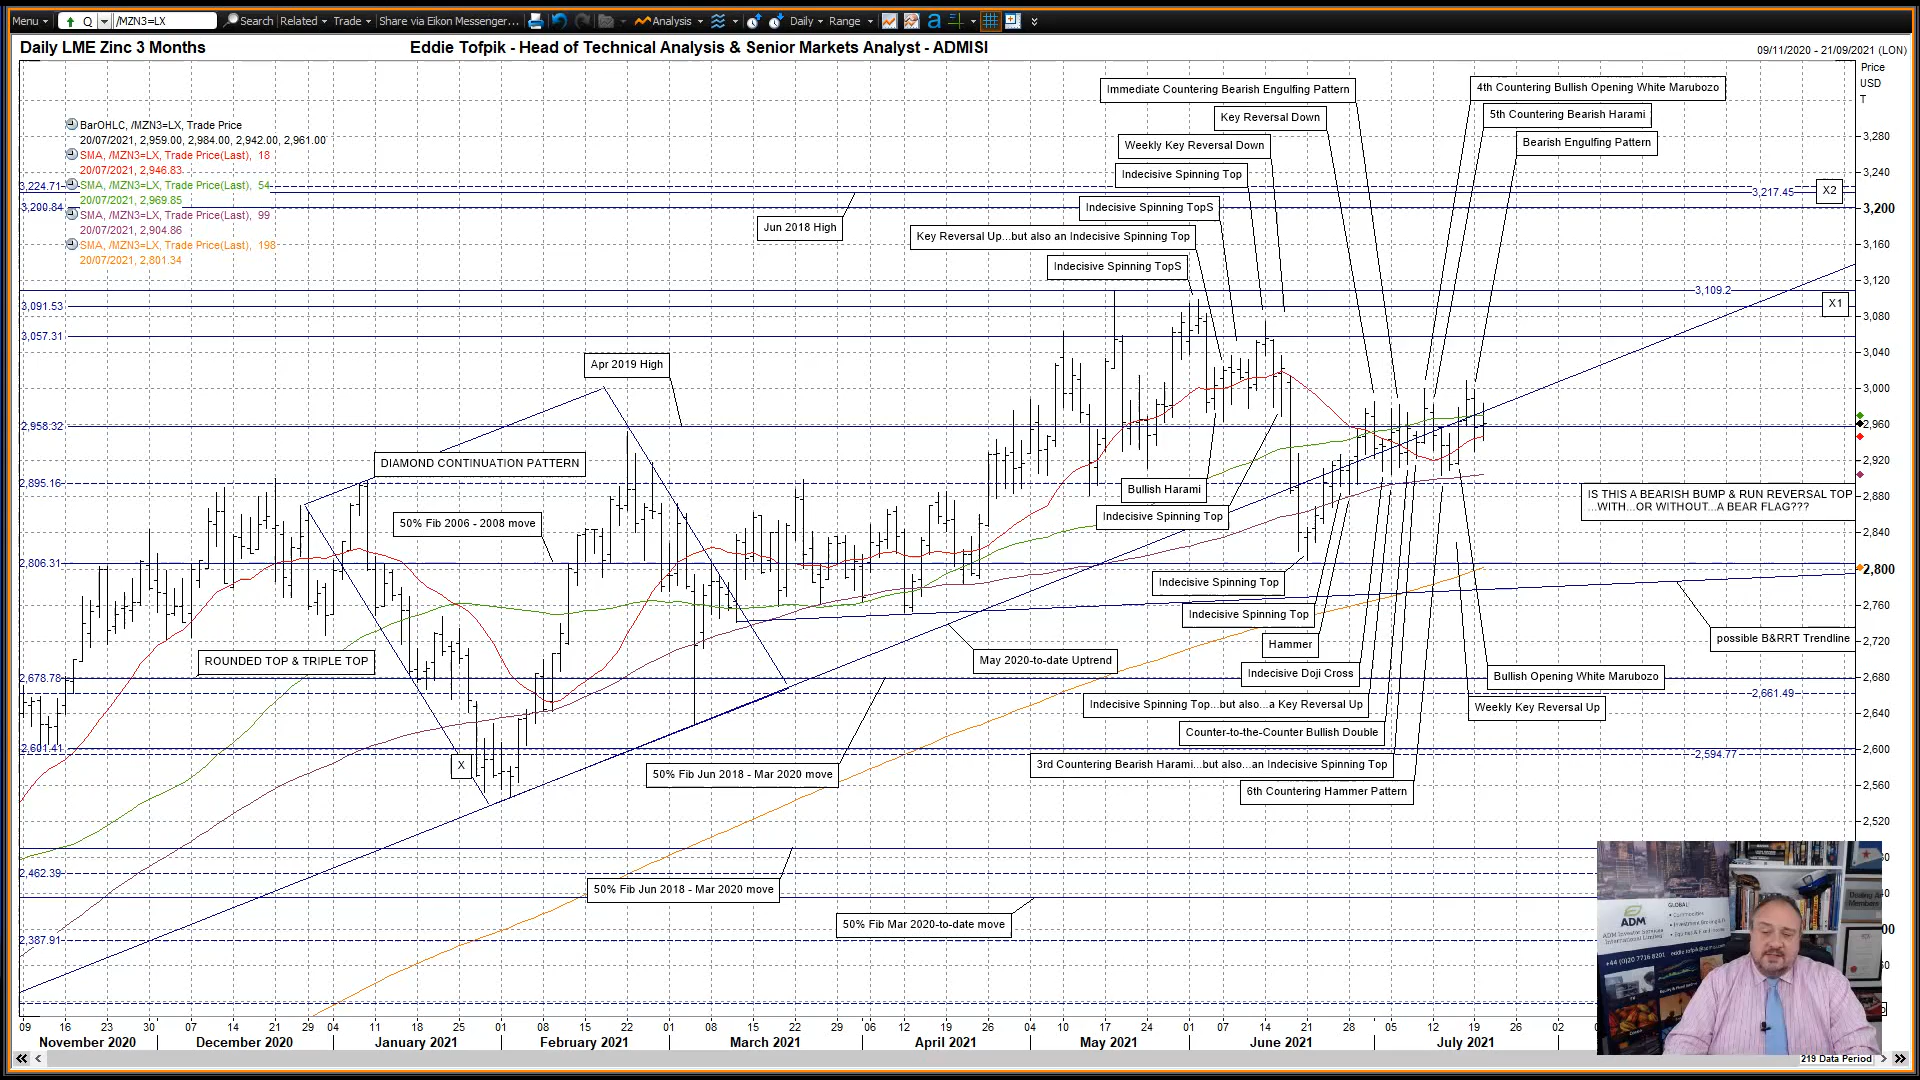 Menu
Q
/MZN3=LX
Search
Related
Trade
Share via Eikon Messenger...
Analysis
Daily
Range
Daily LME Zinc 3 Months
Eddie Tofpik - Head of Technical Analysis & Senior Markets Analyst - ADMISI
09/11/2020 - 21/09/2021 (LON)
Price
USD
T
BarOHLC, /MZN3=LX, Trade Price
20/07/2021, 2,959.00, 2,984.00, 2,942.00, 2,961.00
SMA, /MZN3=LX, Trade Price(Last), 18
20/07/2021, 2,946.83
SMA, /MZN3=LX, Trade Price(Last), 54
20/07/2021, 2,969.85
SMA, /MZN3=LX, Trade Price(Last), 99
20/07/2021, 2,904.86
SMA, /MZN3=LX, Trade Price(Last), 198
20/07/2021, 2,801.34
Immediate Countering Bearish Engulfing Pattern
4th Countering Bullish Opening White Marubozo
Key Reversal Down
5th Countering Bearish Harami
Weekly Key Reversal Down
Bearish Engulfing Pattern
Indecisive Spinning Top
Indecisive Spinning TopS
Jun 2018 High
Key Reversal Up...but also an Indecisive Spinning Top
Indecisive Spinning TopS
X2
X1
3,224.71
3,200.84
3,217.45
3,109.2
3,091.53
3,057.31
Apr 2019 High
2,958.32
DIAMOND CONTINUATION PATTERN
2,895.16
Bullish Harami
IS THIS A BEARISH BUMP & RUN REVERSAL TOP
...WITH...OR WITHOUT...A BEAR FLAG???
50% Fib 2006 - 2008 move
Indecisive Spinning Top
2,806.31
Indecisive Spinning Top
Indecisive Spinning Top
possible B&RRT Trendline
Hammer
ROUNDED TOP & TRIPLE TOP
May 2020-to-date Uptrend
Indecisive Doji Cross
Bullish Opening White Marubozo
2,678.78
2,661.49
Indecisive Spinning Top...but also...a Key Reversal Up
Weekly Key Reversal Up
Counter-to-the-Counter Bullish Double
2,601.41
2,594.77
X
3rd Countering Bearish Harami...but also...an Indecisive Spinning Top
50% Fib Jun 2018 - Mar 2020 move
6th Countering Hammer Pattern
2,462.39
50% Fib Jun 2018 - Mar 2020 move
50% Fib Mar 2020-to-date move
2,387.91
3,280
3,240
3,200
3,160
3,120
3,080
3,040
3,000
2,960
2,920
2,880
2,840
2,800
2,760
2,720
2,680
2,640
2,600
2,560
2,520
ADM
ADM Investor Services
International Limited
GLOBAL:
+44 (0)20 7716 8201
09 16 23 30 07 14 21 29 04 11 18 25 01 08 15 22 01 08 15 22 29 06 12 19 26 04 10 17 24 01 07 14 21 28 05 12 19 26 02
November 2020
December 2020
January 2021
February 2021
March 2021
April 2021
May 2021
June 2021
July 2021
219 Data Period